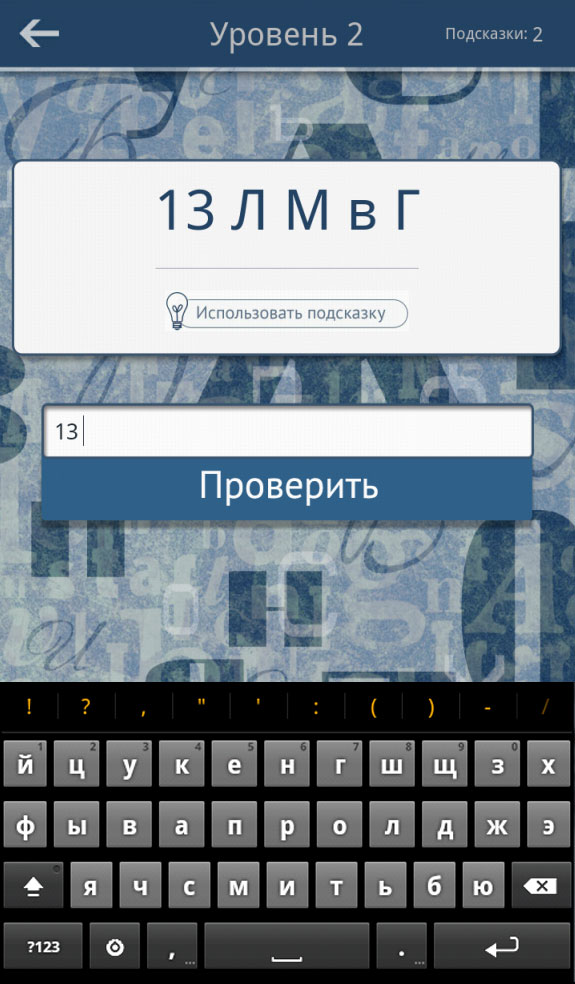 Уровень 2
Подсказки: 2
13 Л М в Г
Использовать подсказку
13
Проверить
! ? , " ' : ( ) - /
1 2 3 4 5 6 7 8 9 0
й ц у к е н г ш щ з х
ф ы в а п р о л д ж э
я ч с м и т ь б ю
?123 , ... . ...